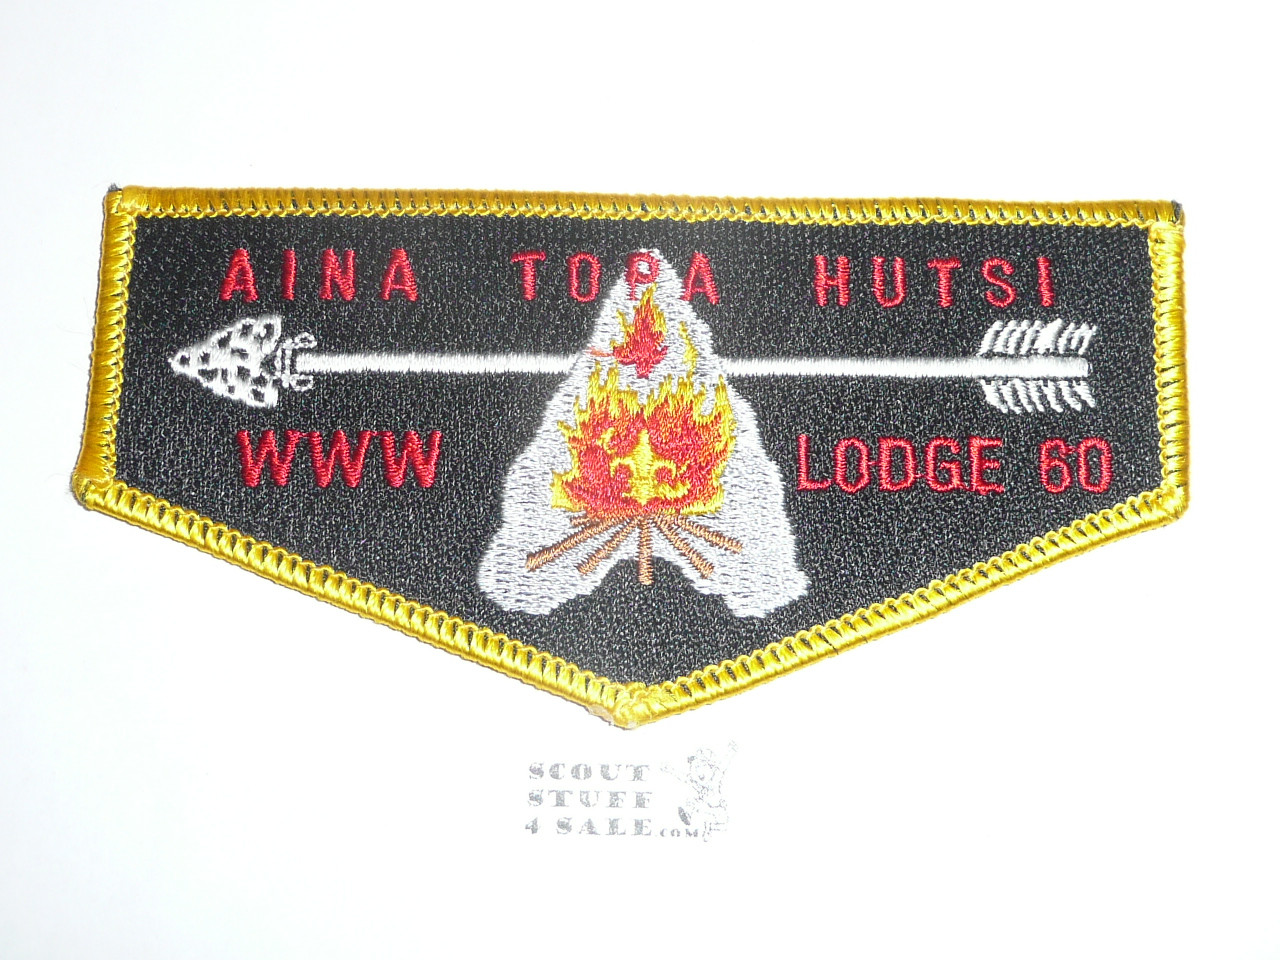 AINA TOPA HUTSI
WWW LODGE 60
SCOUT
STUFF
4 SALE.COM